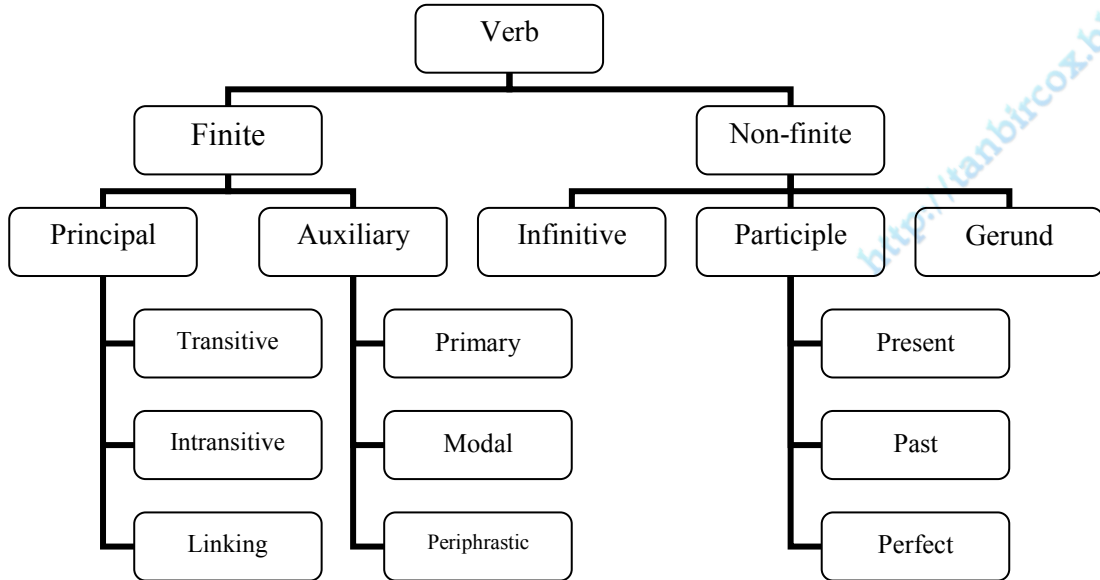 Verb
Finite
Non-finite
Principal
Auxiliary
Infinitive
Participle
Gerund
Transitive
Primary
Present
Intransitive
Modal
Past
Linking
Periphrastic
Perfect